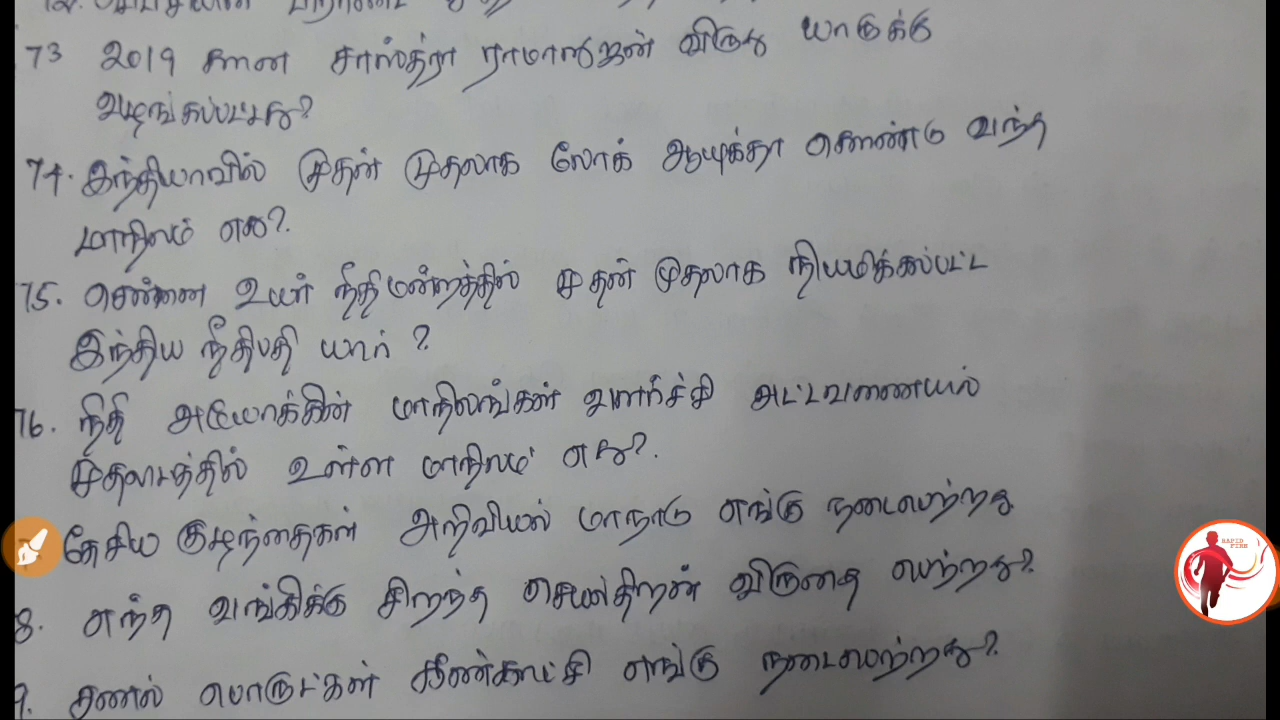 73 2019 கான சாஸ்த்ரா ராமானுஜன் விருது யாருக்கு
வழங்கப்பட்டது?
74. இந்தியாவில் முதன் முதலாக லோக் ஆயுக்தா கொண்டு வந்த
மாநிலம் எது?
75. சென்னை உயர் நீதிமன்றத்தில் முதன் முதலாக நியமிக்கப்பட்ட
இந்திய நீதிபதி யார் ?
76. நிதி அயோக்கின் மாநிலங்கள் வளர்ச்சி அட்டவணையில்
முதலிடத்தில் உள்ள மாநிலம் எது?.
தேசிய குழந்தைகள் அறிவியல் மாநாடு எங்கு நடைபெற்றது
8. எந்த வங்கிக்கு சிறந்த செயல்திறன் விருதை பெற்றது?
9. பொருட்கள் கண்காட்சி எங்கு நடைபெற்றது?
RAPID FIRE